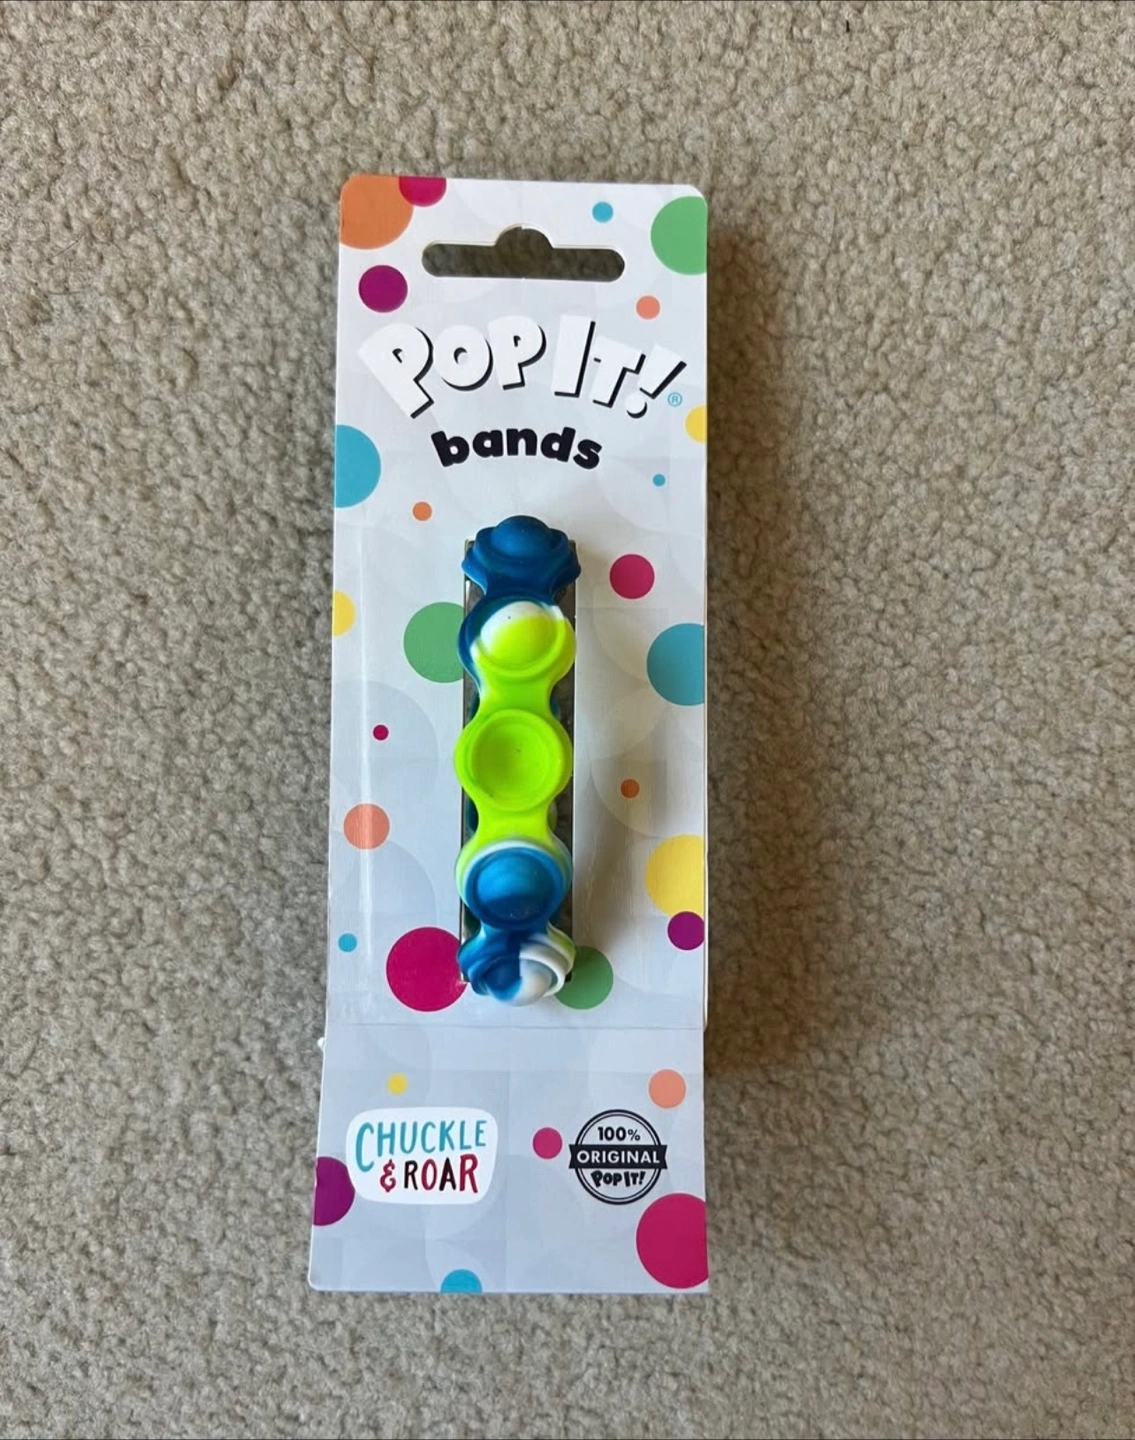 POP IT!®
bands
CHUCKLE
& ROAR
100%
ORIGINAL
POP IT!